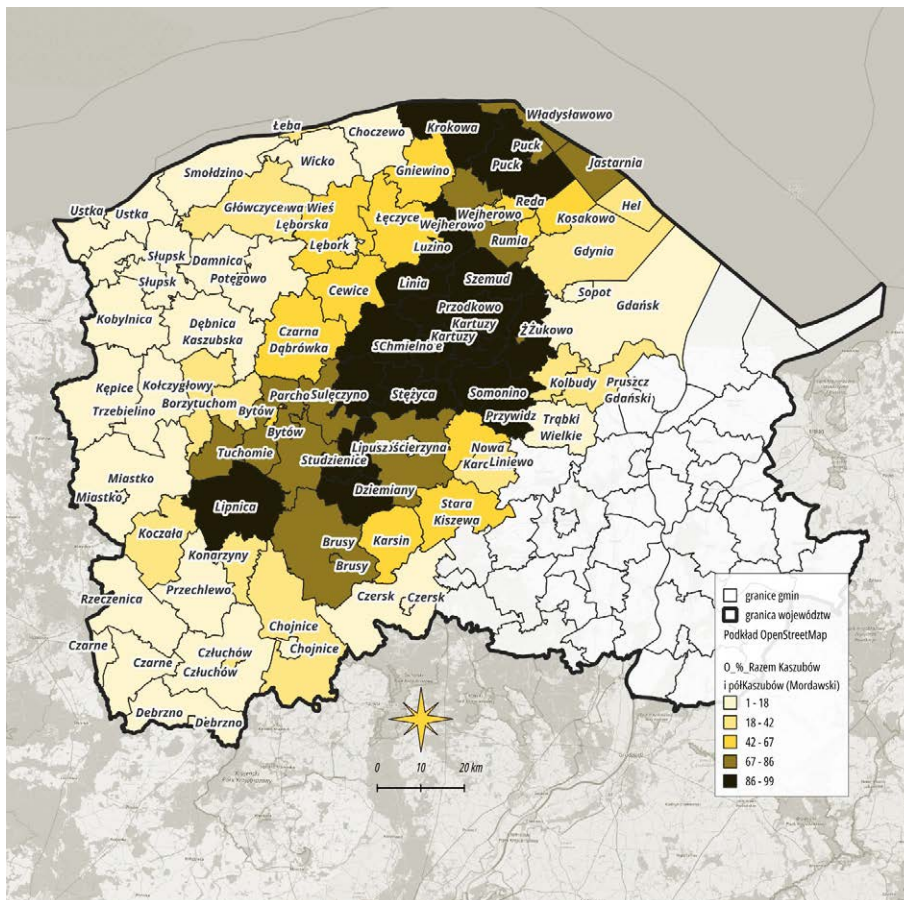 Władysławowo
Łeba
Choczewo
Krokowa
Wicko
Puck
Puck
Jastarnia
Smołdzino
Gniewino
Hel
Główczyce
wa Wieś
Lęborska
Łęczyce
Wejherowo
Reda
Kosakowo
Ustka
Ustka
Wejherowo
Rumia
Lębork
Luzino
Gdynia
Słupsk
Damnica
Słupsk
Potęgowo
Cewice
Linia
Szemud
Sopot
Gdańsk
Kobylnica
Przodkowo
Kartuzy
Kartuzy
Żukowo
Dębnica
Kaszubska
Czarna
Dąbrówka
Chmielno
Kępice
Kołczygłowy
Kolbudy
Pruszcz
Gdański
Trzebielino
Borzytuchom
Parcho
Sulęczyno
Stężyca
Somonino
Bytów
Przywidz
Trąbki
Wielkie
Bytów
Tuchomie
Studzienice
Lipusz
ościerzyna
Nowa
Karc
Liniewo
Miastko
Miastko
Lipnica
Dziemiany
Stara
Kiszewa
Koczała
Brusy
Karsin
Konarzyny
Brusy
Rzeczenica
Przechlewo
Czersk
Czersk
Chojnice
Chojnice
Czarne
Czarne
Człuchów
Człuchów
Debrzno
Debrzno
granice gmin
granica województw
Podkład OpenStreetMap
O_%_Razem Kaszubów
i półKaszubów (Mordawski)
1 - 18
18 - 42
42 - 67
67 - 86
86 - 99
0 10 20 km